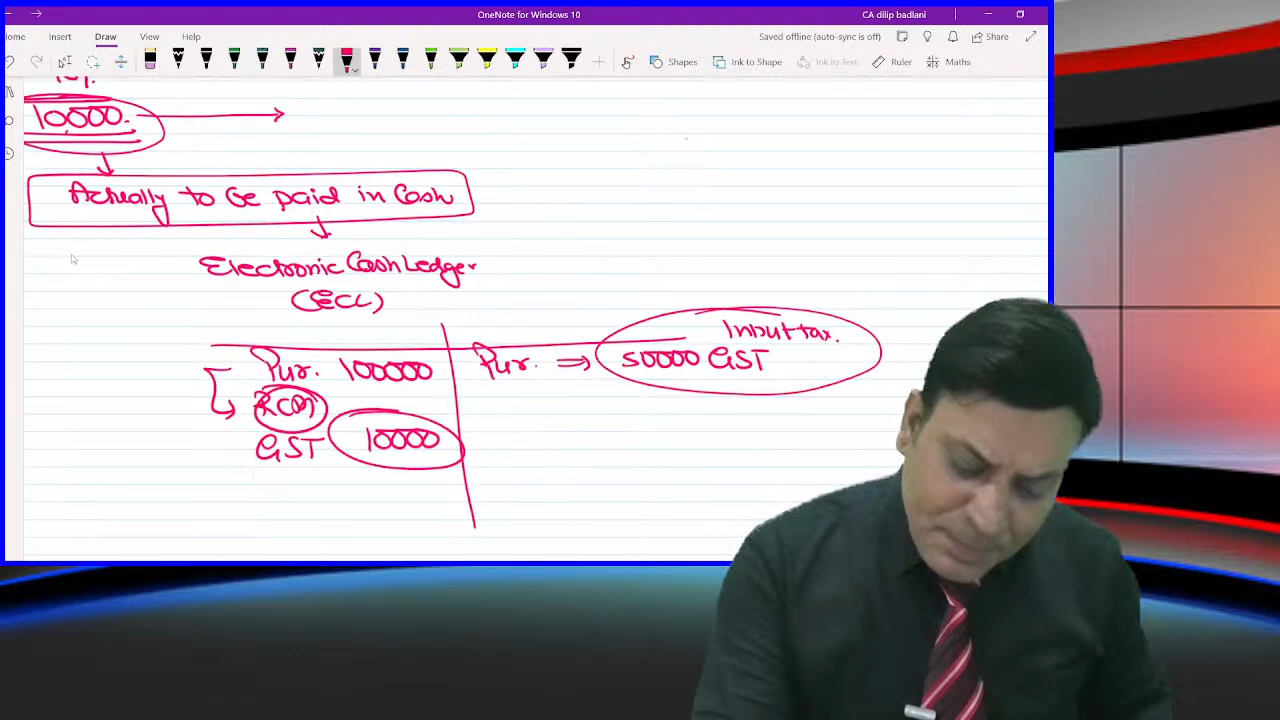 OneNote for Windows 10
CA dilip badlani
Home Insert Draw View Help
Saved offline (auto-sync is off)
Share
Shapes
Ink to Shape
Ink to Text
Ruler
Maths
10,000.
Actually to be paid in Cash
Electronic Cash Ledger
(ECL)
Input tax.
Pur. 100000
Pur. ⇒ 50000 GST
RCM
GST 10000